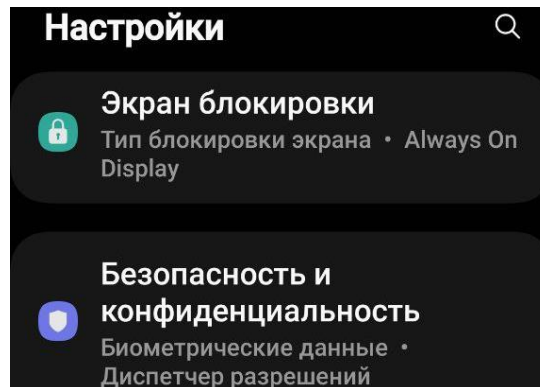 Настройки
Экран блокировки
Тип блокировки экрана • Always On
Display
Безопасность и
конфиденциальность
Биометрические данные •
Диспетчер разрешений